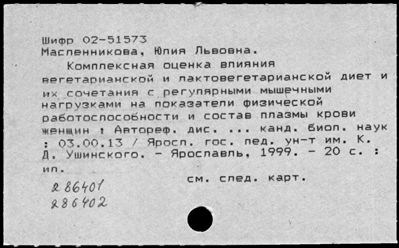 Шифр 02-51573
Масленникова, Юлия Львовна.
Комплексная оценка влияния
вегетарианской и лактовегетарианской диет и
их сочетания с регулярными мышечными
нагрузками на показатели физической
работоспособности и состав плазмы крови
женщин : Автореф. дис. ... канд. биол. наук
: 03.00.13 / Яросл. гос. пед. ун-т им. К.
Д. Ушинского. - Ярославль, 1999. - 20 с. :
ил.
см. след. карт.
286401
286402